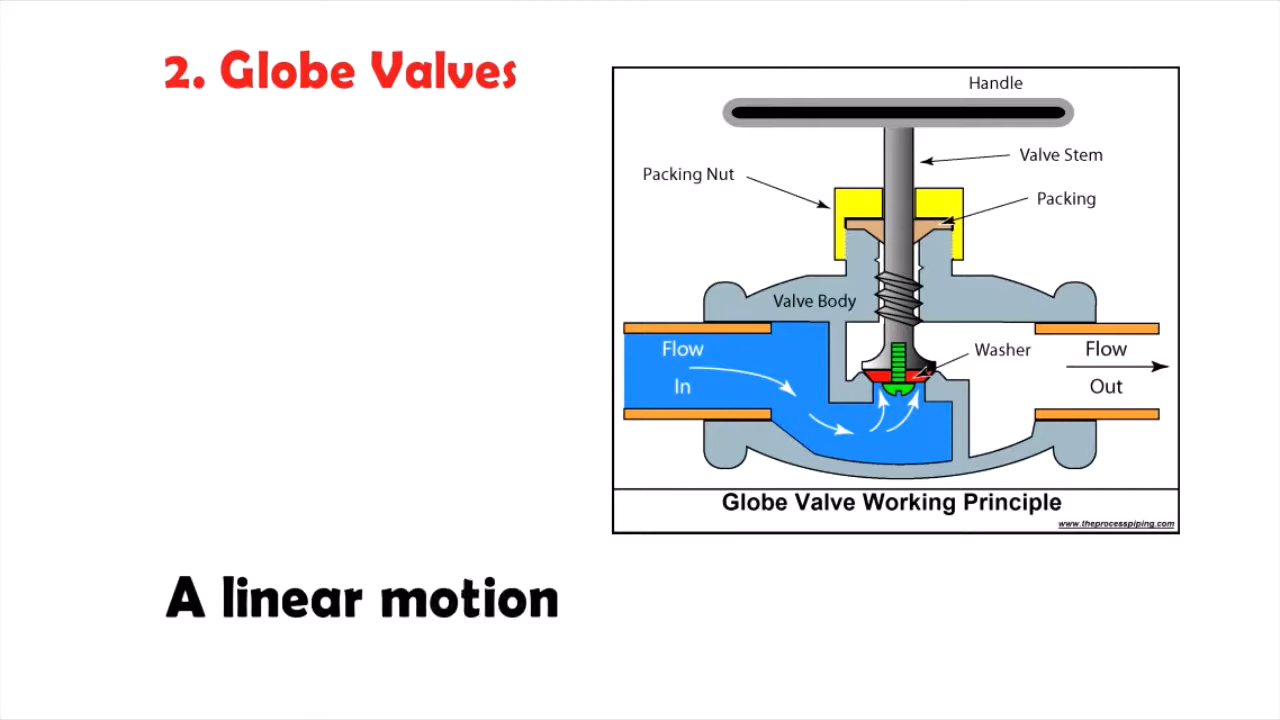 2. Globe Valves
Handle
Valve Stem
Packing Nut
Packing
Valve Body
Washer
Flow
In
Flow
Out
Globe Valve Working Principle
www.theprocesspiping.com
A linear motion